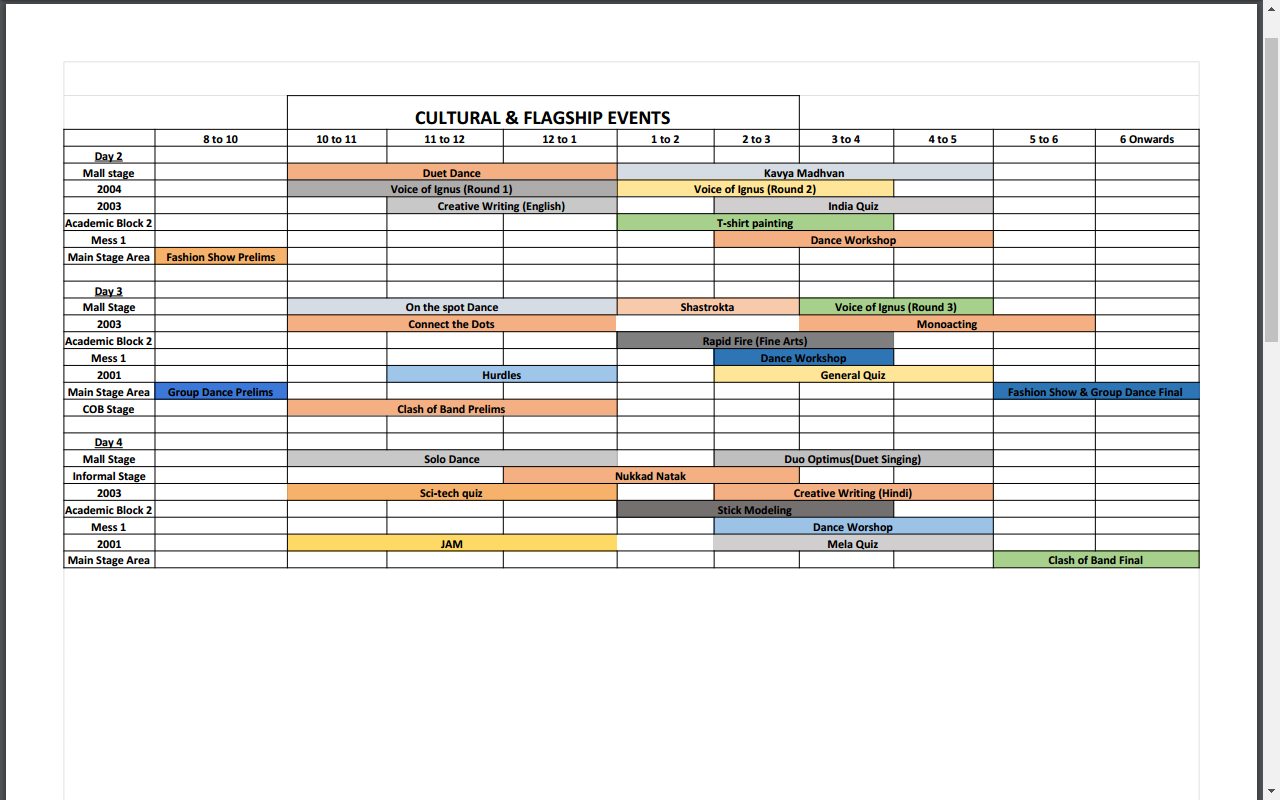 CULTURAL & FLAGSHIP EVENTS
8 to 10 10 to 11 11 to 12 12 to 1 1 to 2 2 to 3 3 to 4 4 to 5 5 to 6 6 Onwards
Day 2
Mall stage Duet Dance Kavya Madhvan
2004 Voice of Ignus (Round 1) Voice of Ignus (Round 2)
2003 Creative Writing (English) India Quiz
Academic Block 2 T-shirt painting
Mess 1 Dance Workshop
Main Stage Area Fashion Show Prelims
Day 3
Mall Stage On the spot Dance Shastrokta Voice of Ignus (Round 3)
2003 Connect the Dots Monoacting
Academic Block 2 Rapid Fire (Fine Arts)
Mess 1 Dance Workshop
2001 Hurdles General Quiz
Main Stage Area Group Dance Prelims Fashion Show & Group Dance Final
COB Stage Clash of Band Prelims
Day 4
Mall Stage Solo Dance Duo Optimus(Duet Singing)
Informal Stage Nukkad Natak
2003 Sci-tech quiz Creative Writing (Hindi)
Academic Block 2 Stick Modeling
Mess 1 Dance Worshop
2001 JAM Mela Quiz
Main Stage Area Clash of Band Final